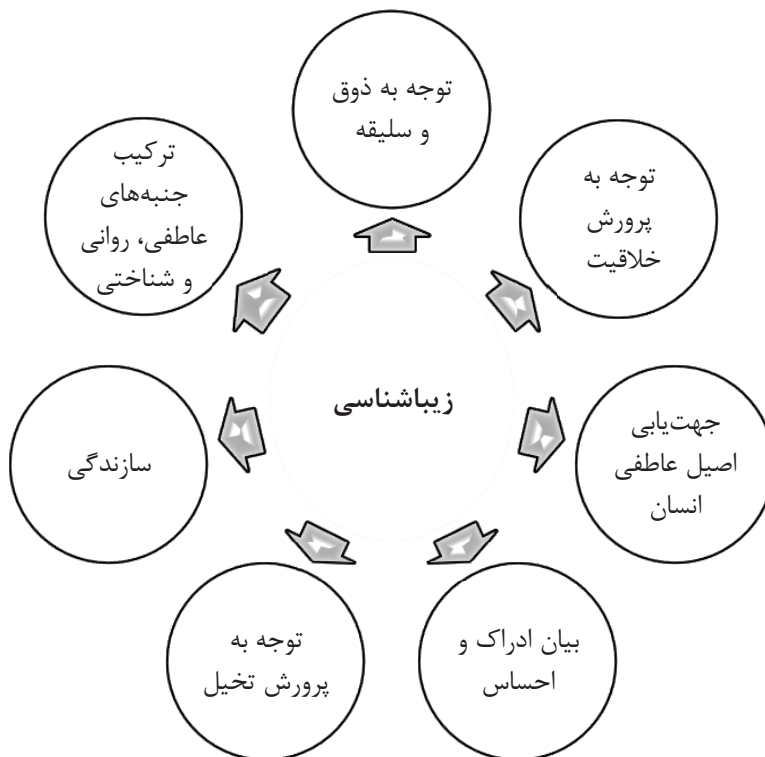 توجه به ذوق
و سلیقه
توجه به
پرورش
خلاقیت
جهت‌یابی
اصیل عاطفی
انسان
بیان ادراک و
احساس
توجه به
پرورش تخیل
سازندگی
ترکیب
جنبه‌های
عاطفی، روانی
و شناختی
زیباشناسی